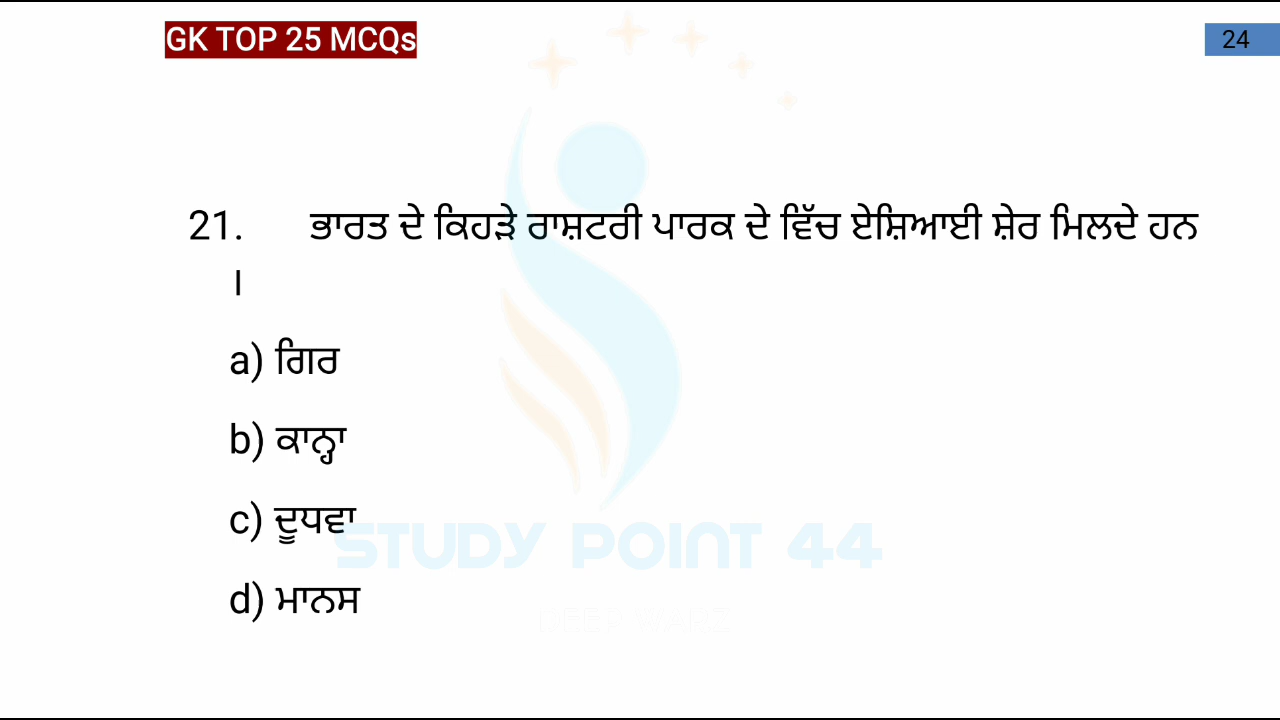 GK TOP 25 MCQs
24
21. ਭਾਰਤ ਦੇ ਕਿਹੜੇ ਰਾਸ਼ਟਰੀ ਪਾਰਕ ਦੇ ਵਿੱਚ ਏਸ਼ਿਆਈ ਸ਼ੇਰ ਮਿਲਦੇ ਹਨ
।
a) ਗਿਰ
b) ਕਾਨ੍ਹਾ
c) ਦੂਧਵਾ
d) ਮਾਨਸ
STUDY POINT 44